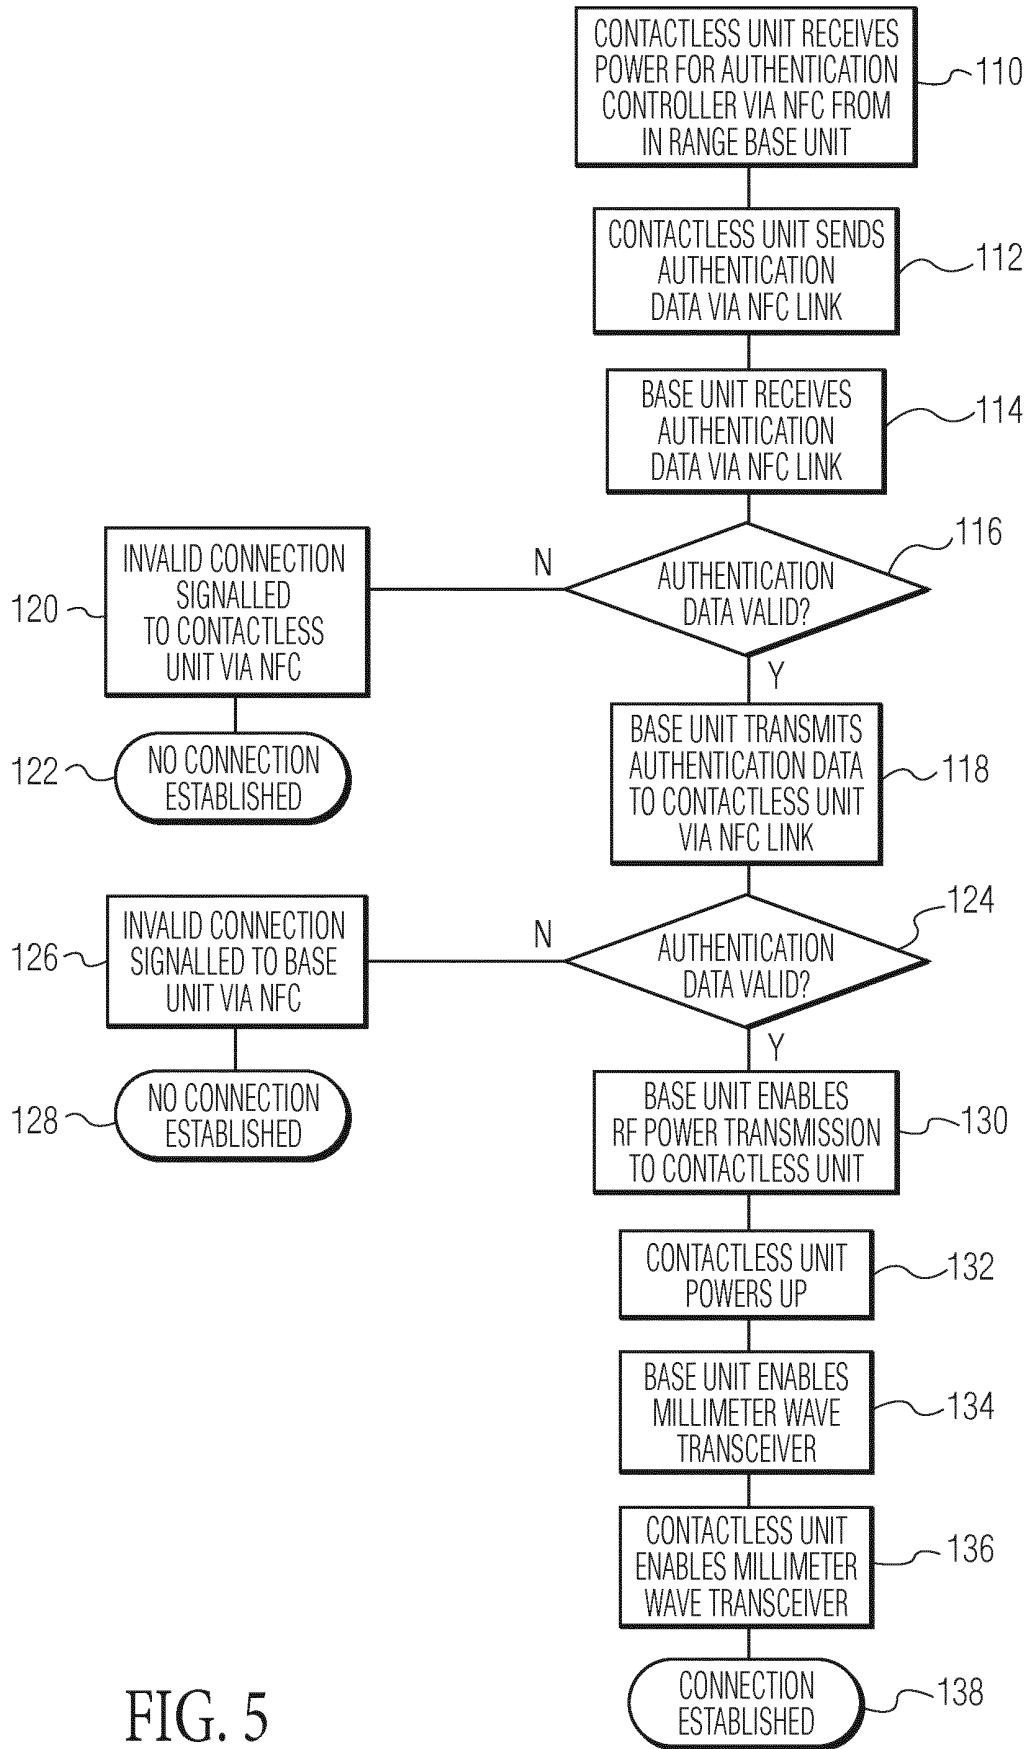 CONTACTLESS UNIT RECEIVES
POWER FOR AUTHENTICATION
CONTROLLER VIA NFC FROM
IN RANGE BASE UNIT
110
CONTACTLESS UNIT SENDS
AUTHENTICATION
DATA VIA NFC LINK
112
BASE UNIT RECEIVES
AUTHENTICATION
DATA VIA NFC LINK
114
AUTHENTICATION
DATA VALID?
116
N
INVALID CONNECTION
SIGNALLED
TO CONTACTLESS
UNIT VIA NFC
120
NO CONNECTION
ESTABLISHED
122
Y
BASE UNIT TRANSMITS
AUTHENTICATION DATA
TO CONTACTLESS UNIT
VIA NFC LINK
118
AUTHENTICATION
DATA VALID?
124
N
INVALID CONNECTION
SIGNALLED TO BASE
UNIT VIA NFC
126
NO CONNECTION
ESTABLISHED
128
Y
BASE UNIT ENABLES
RF POWER TRANSMISSION
TO CONTACTLESS UNIT
130
CONTACTLESS UNIT
POWERS UP
132
BASE UNIT ENABLES
MILLIMETER WAVE
TRANSCEIVER
134
CONTACTLESS UNIT
ENABLES MILLIMETER
WAVE TRANSCEIVER
136
CONNECTION
ESTABLISHED
138
FIG. 5